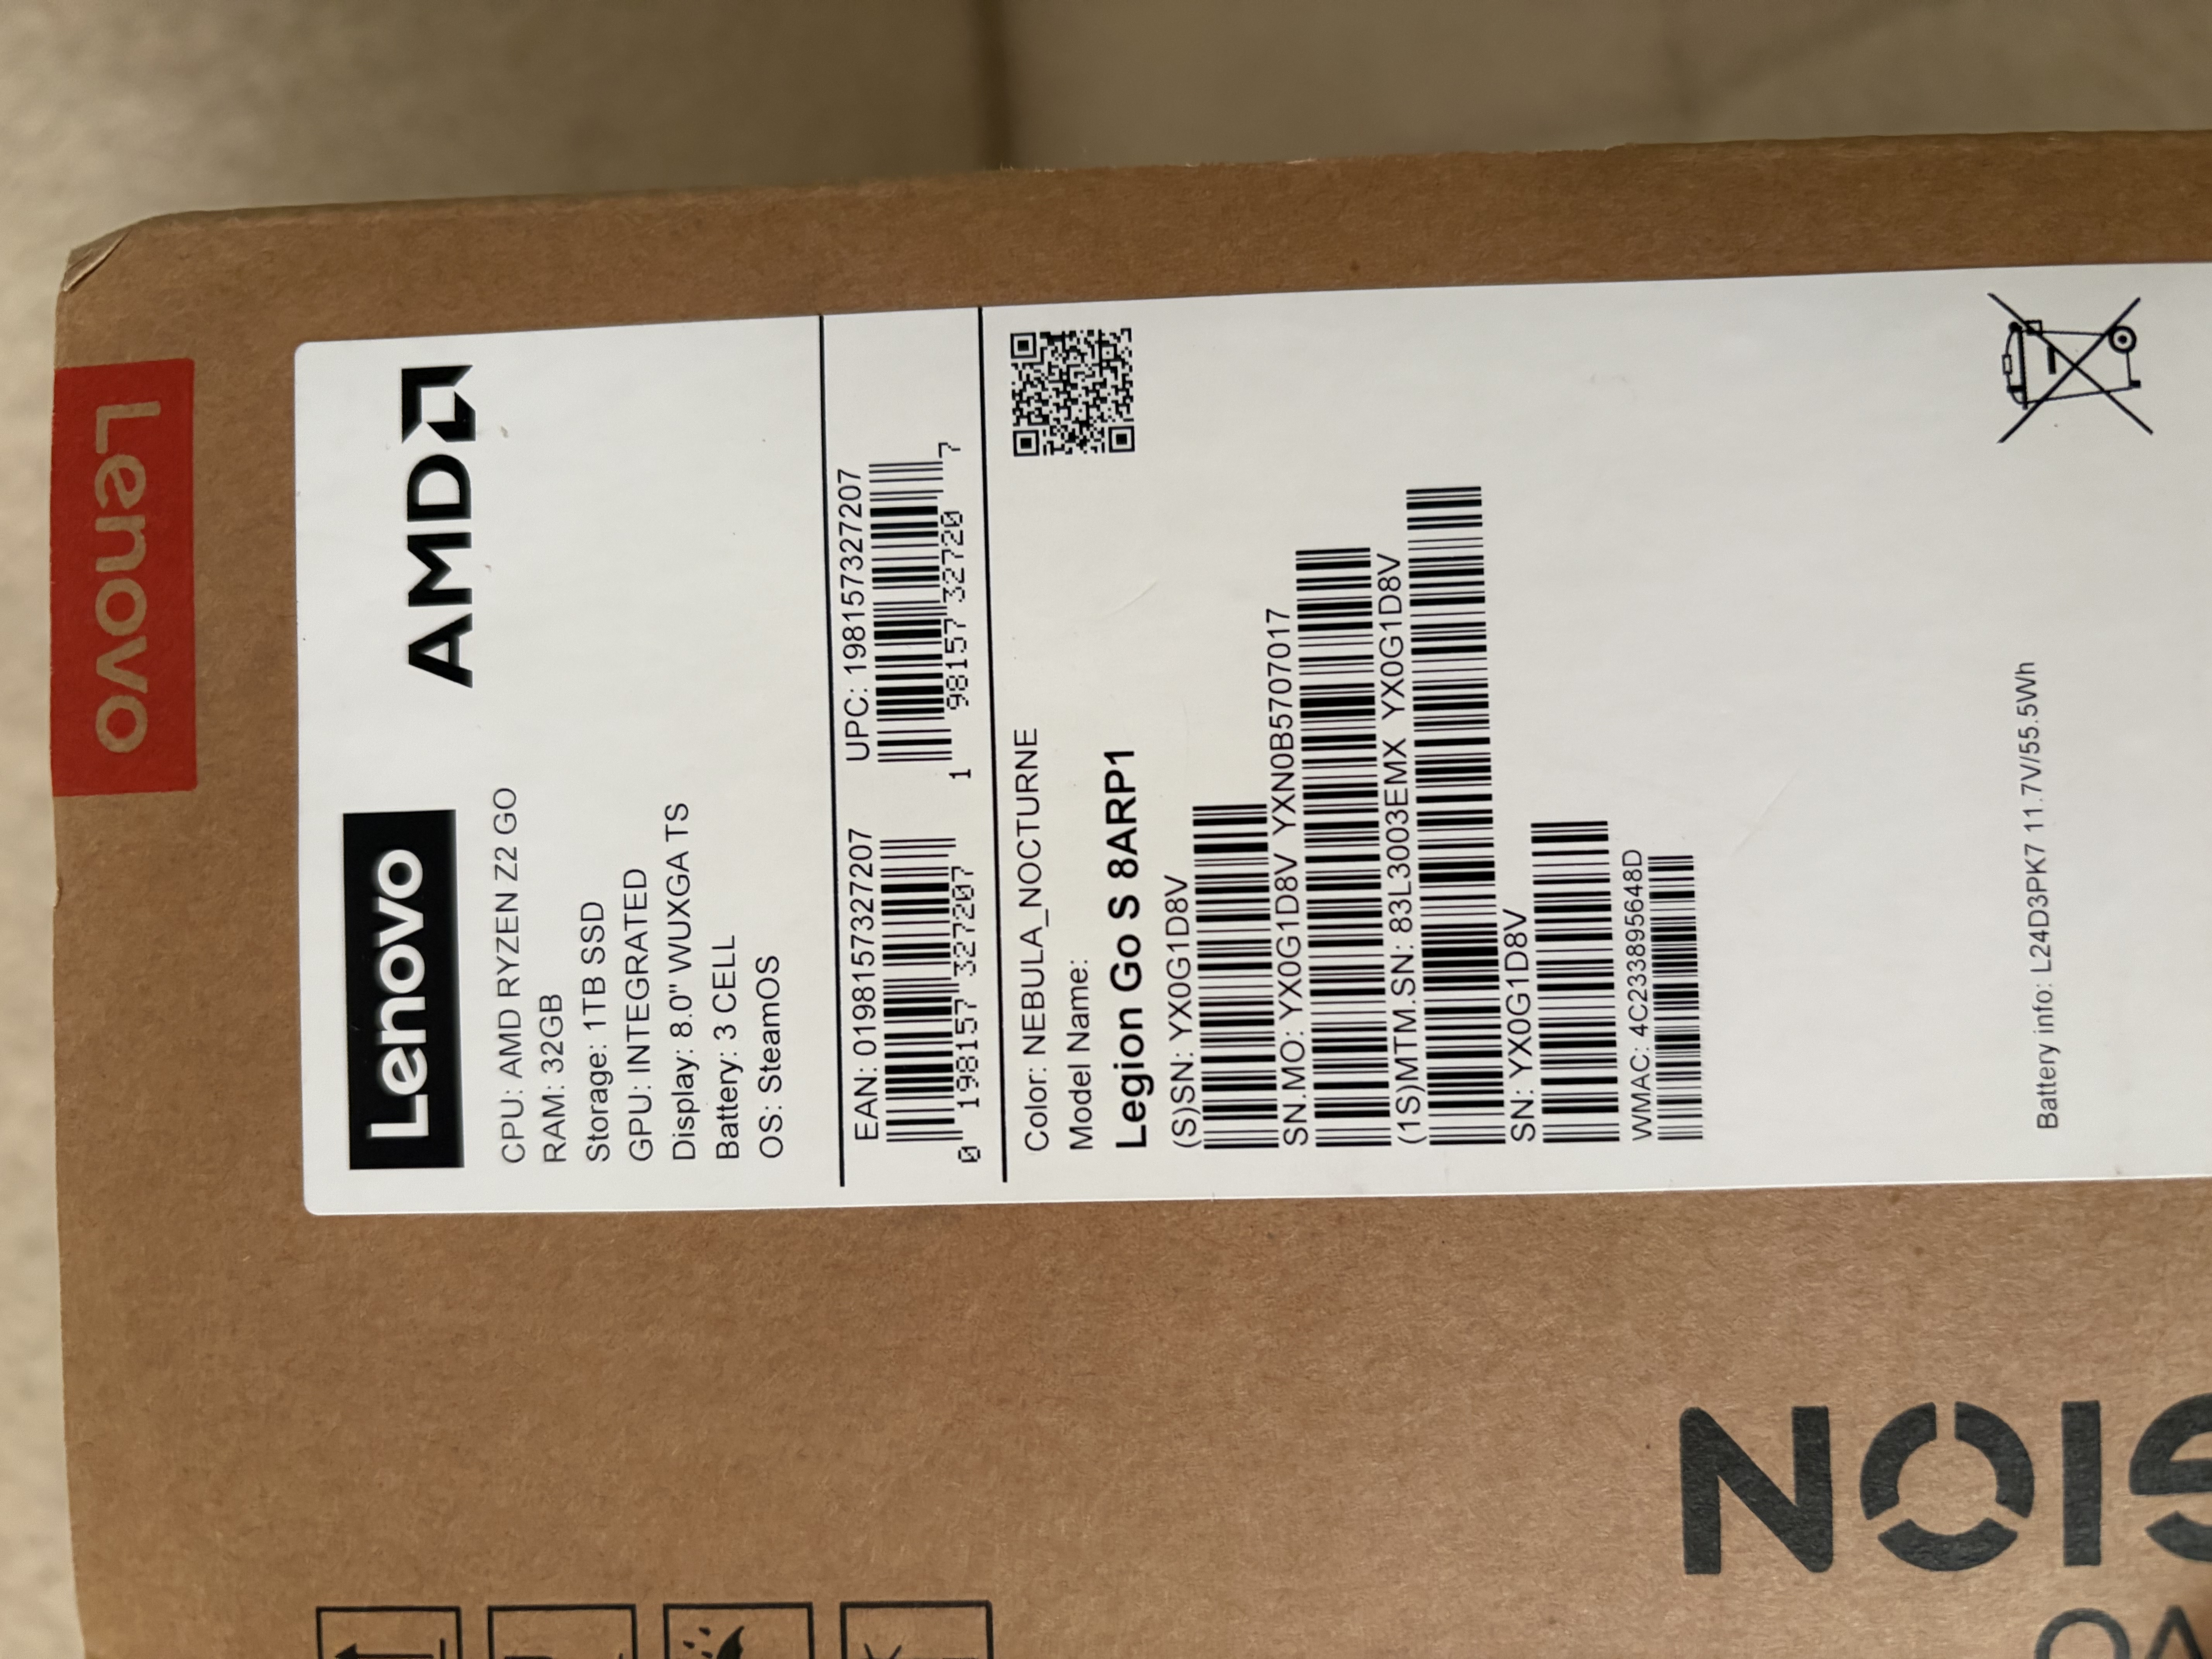 Lenovo
Lenovo
AMD
CPU: AMD RYZEN Z2 GO
RAM: 32GB
Storage: 1TB SSD
GPU: INTEGRATED
Display: 8.0" WUXGA TS
Battery: 3 CELL
OS: SteamOS
EAN: 0198157327207
0 198157 327207
UPC: 198157327207
1 98157 32720 7
Color: NEBULA_NOCTURNE
Model Name:
Legion Go S 8ARP1
(S)SN: YX0G1D8V
SN.MO: YX0G1D8V YXN0B5707017
(1S)MTM.SN: 83L3003EMX YX0G1D8V
SN: YX0G1D8V
WMAC: 4C233895648D
Battery info: L24D3PK7 11.7V/55.5Wh